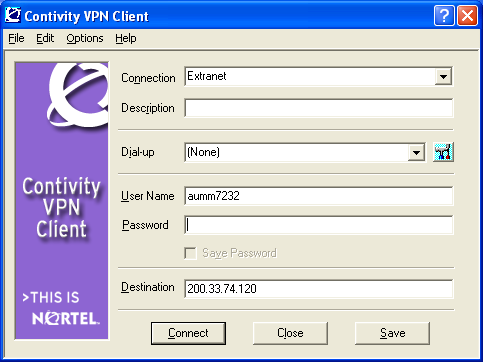 Contivity VPN Client
File Edit Options Help
Connection Extranet
Description
Dial-up (None)
User Name aumm7232
Password
Save Password
Destination 200.33.74.120
Contivity
VPN
Client
>THIS IS
NORTEL
Connect Close Save